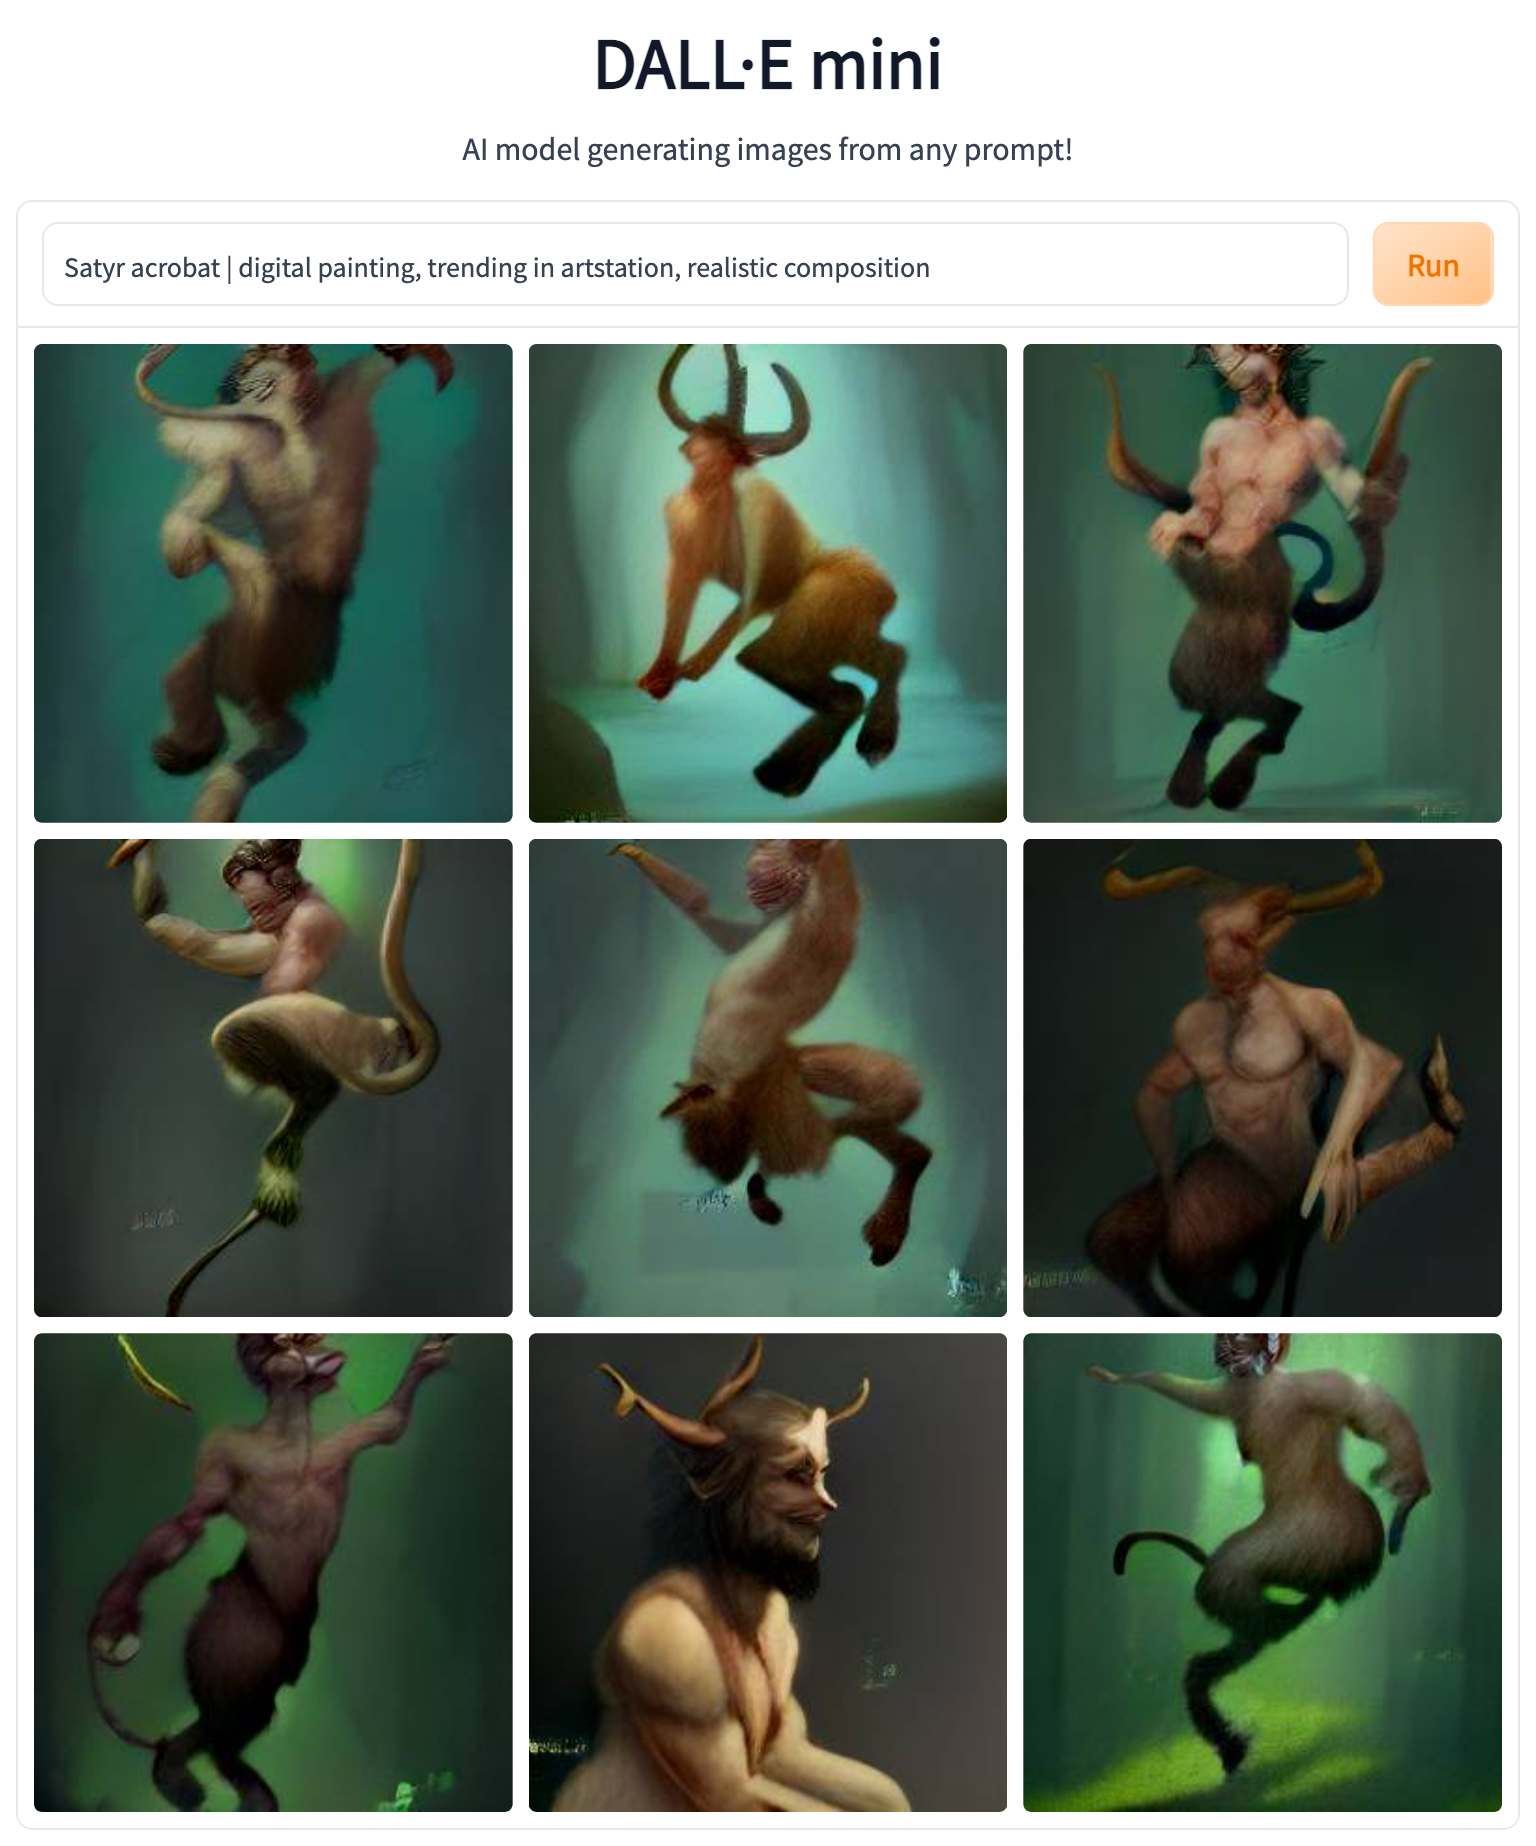 DALL·E mini
AI model generating images from any prompt!
Satyr acrobat | digital painting, trending in artstation, realistic composition
Run